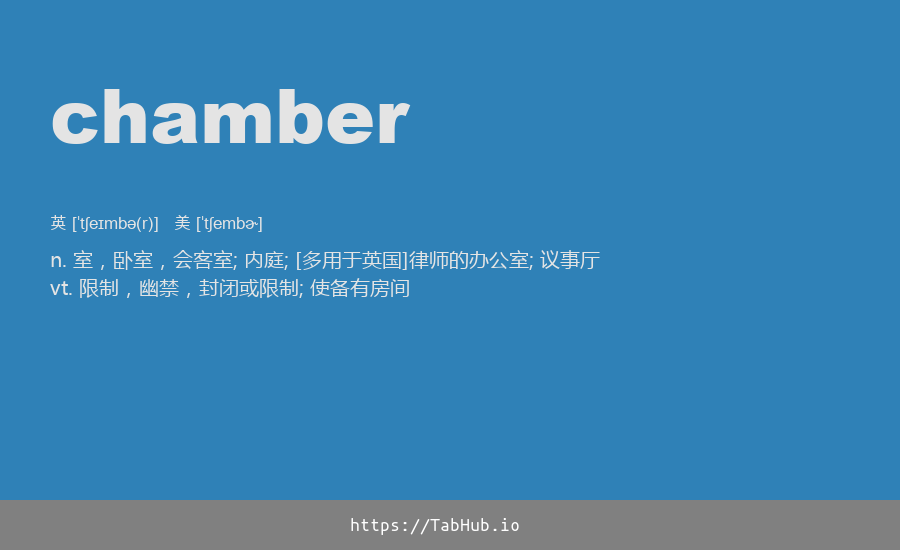 chamber
英 [ˈtʃeɪmbə(r)] 美 [ˈtʃembɚ]
n. 室，卧室，会客室; 内庭; [多用于英国]律师的办公室; 议事厅
vt. 限制，幽禁，封闭或限制; 使备有房间
https://TabHub.io